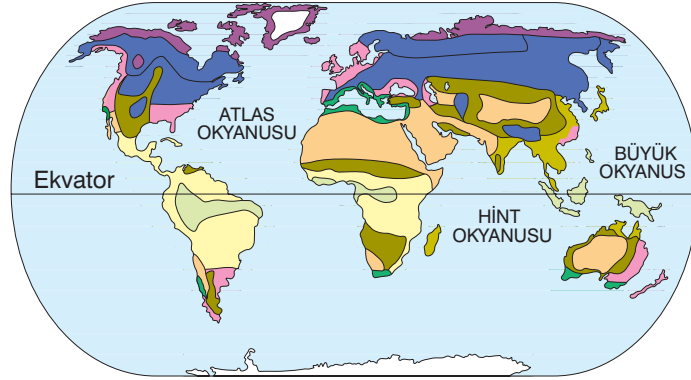 ATLAS
OKYANUSU
BÜYÜK
OKYANUS
Ekvator
HİNT
OKYANUSU